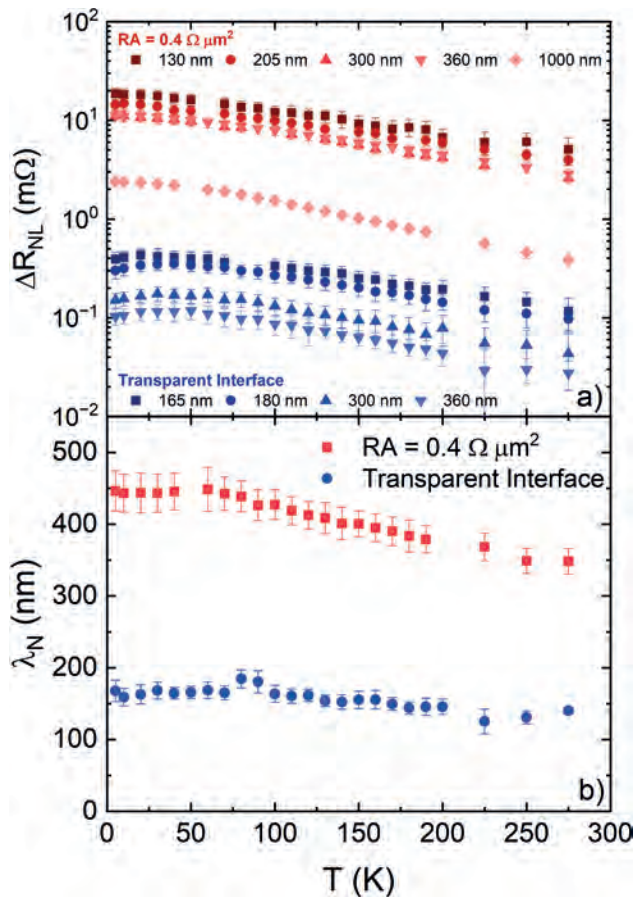 RA = 0.4 Ω μm²
130 nm 205 nm 300 nm 360 nm 1000 nm
10²
10¹
10⁰
10⁻¹
10⁻²
ΔR_NL (mΩ)
Transparent Interface
165 nm 180 nm 300 nm 360 nm
a)
RA = 0.4 Ω μm²
Transparent Interface
500
400
300
200
100
0
λ_N (nm)
b)
0 50 100 150 200 250 300
T (K)